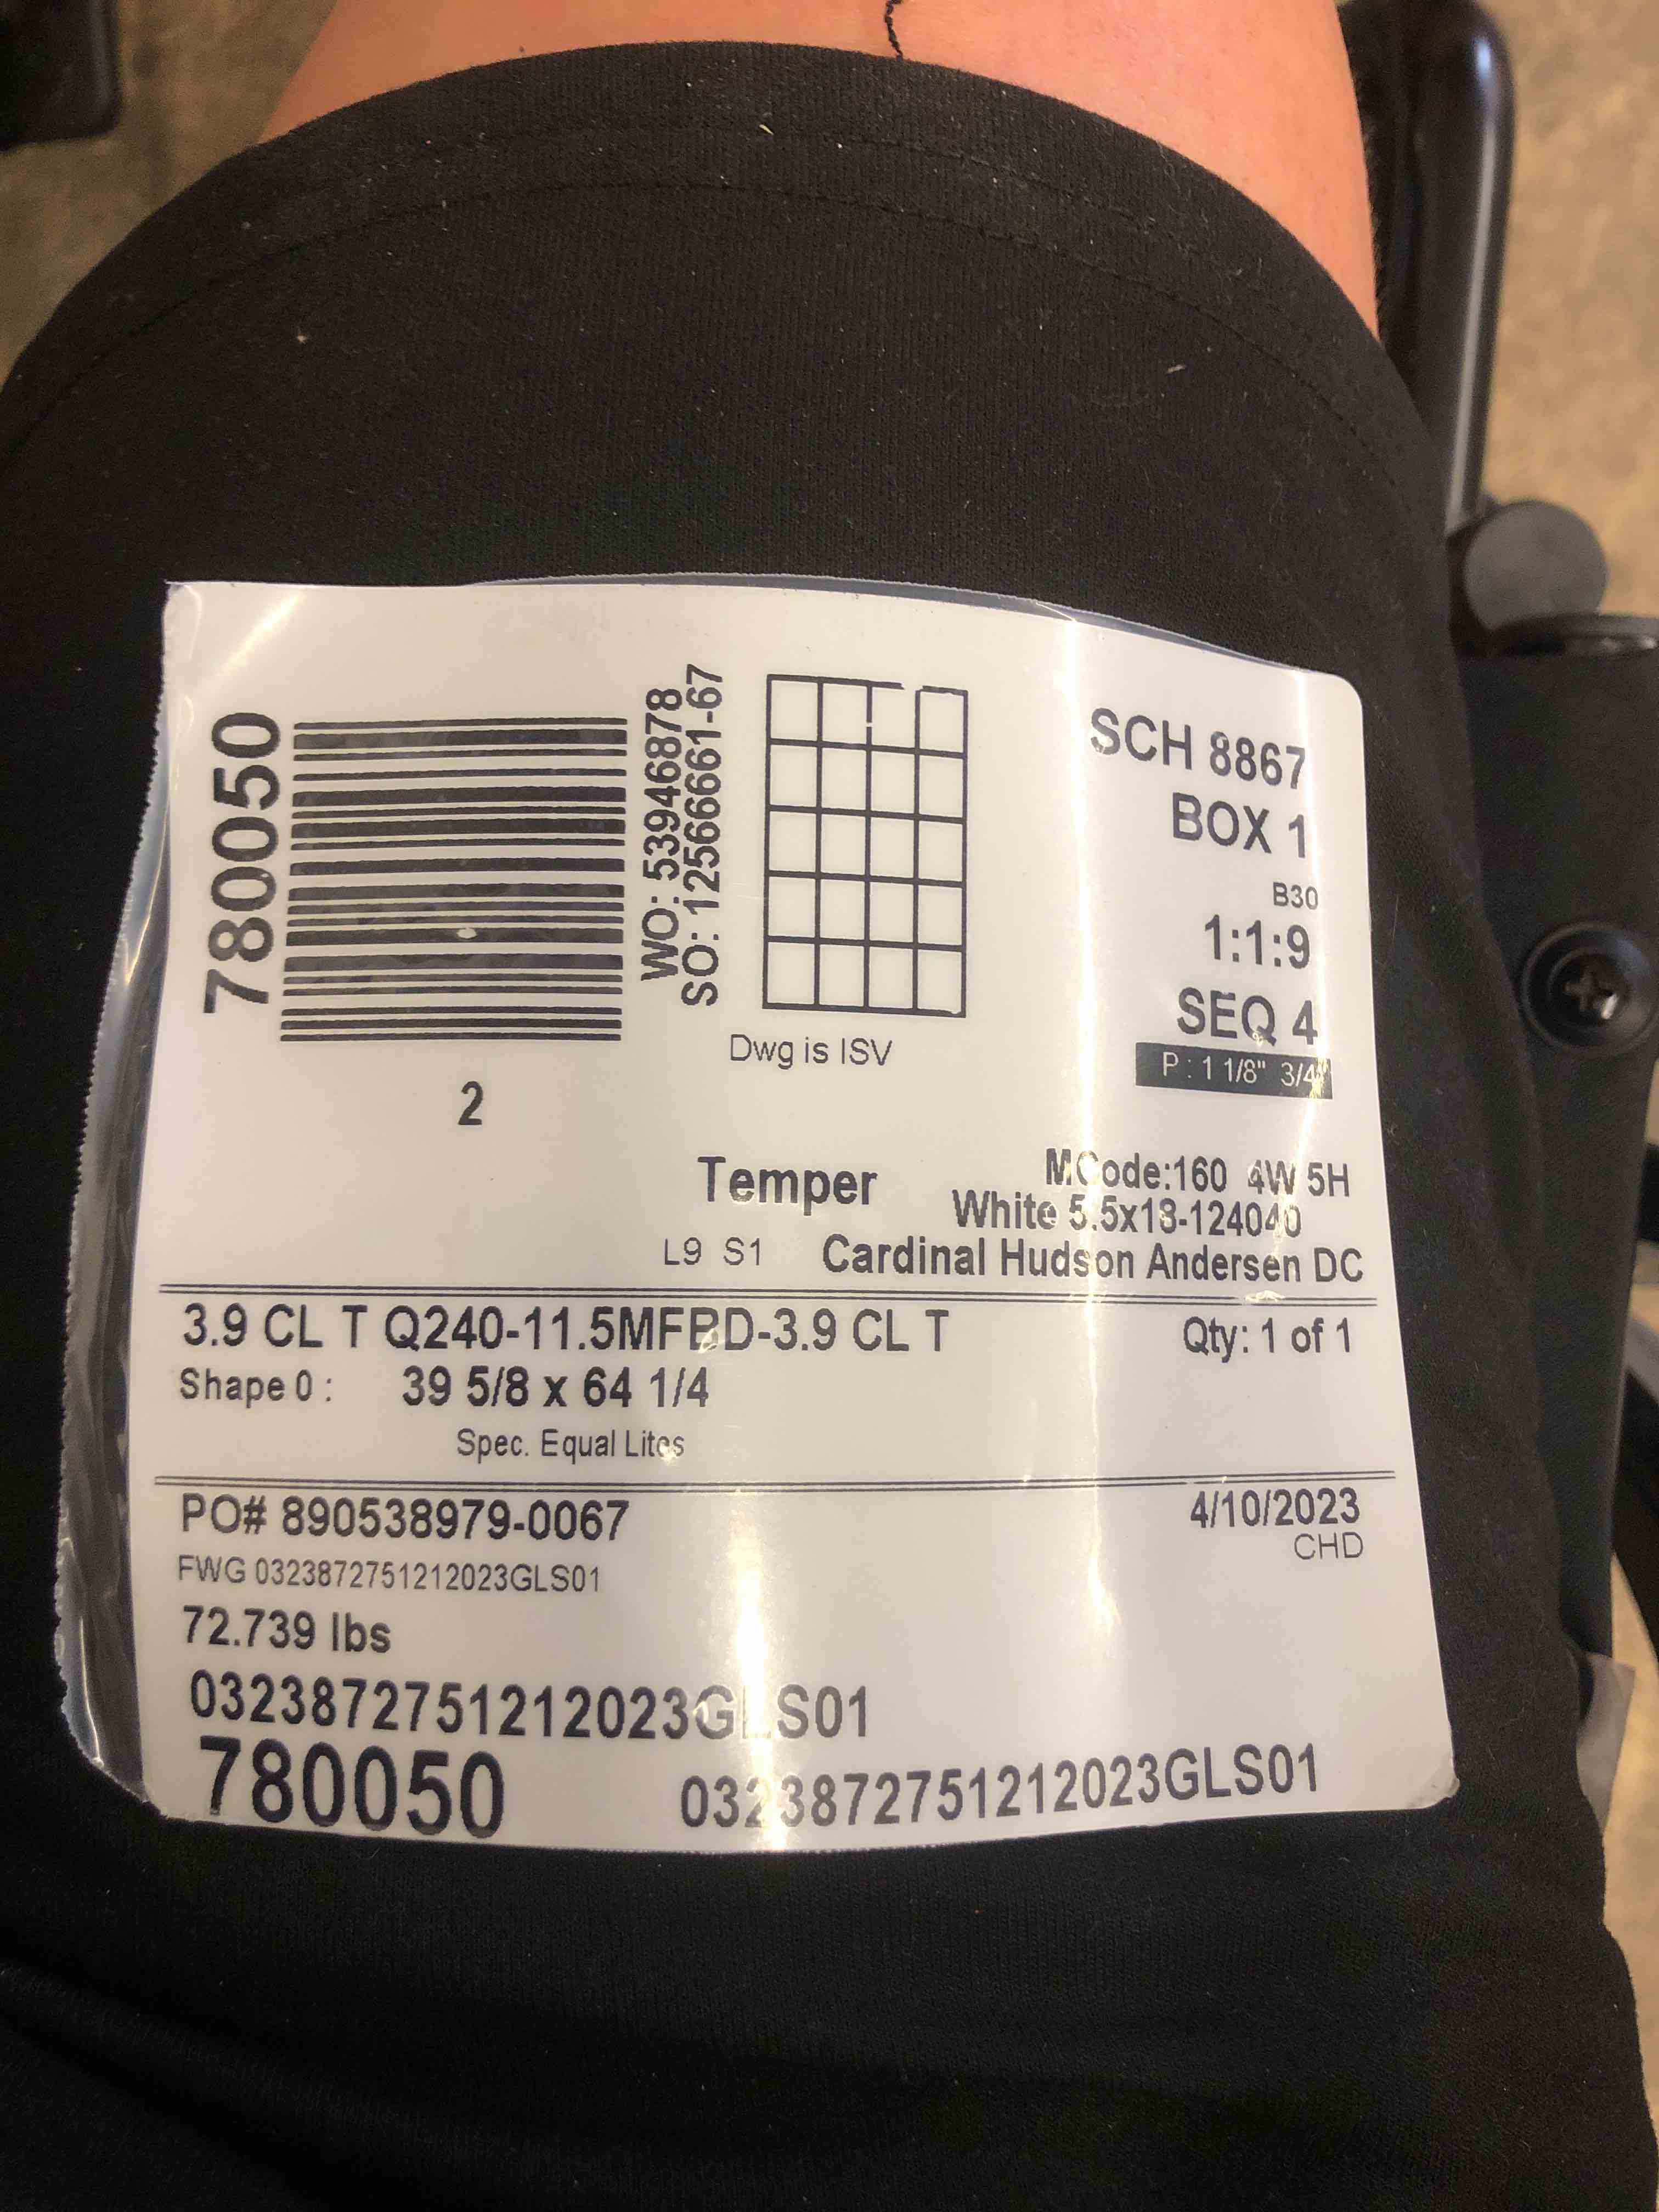 780050
WO: 53946878
SO: 12566661-67
2
Dwg is ISV
SCH 8867
BOX 1
B30
1:1:9
SEQ 4
P : 1 1/8" 3/4"
Temper
MCode:160 4W 5H
White 5.5x18-124040
L9 S1 Cardinal Hudson Andersen DC
3.9 CL T Q240-11.5MFBD-3.9 CL T Qty: 1 of 1
Shape 0 : 39 5/8 x 64 1/4
Spec. Equal Lites
PO# 890538979-0067 4/10/2023
CHD
FWG 0323872751212023GLS01
72.739 lbs
0323872751212023GLS01
780050 0323872751212023GLS01